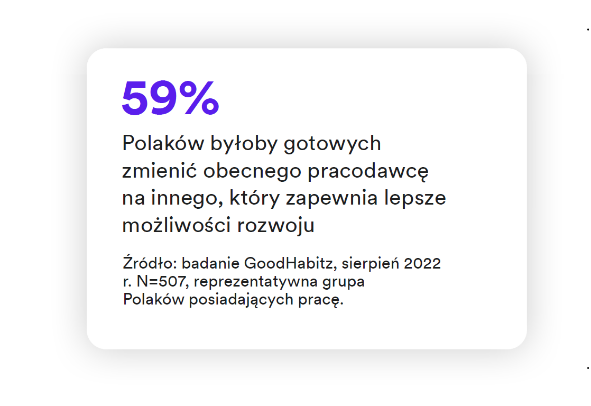 59%
Polaków byłoby gotowych
zmienić obecnego pracodawcę
na innego, który zapewnia lepsze
możliwości rozwoju
Źródło: badanie GoodHabitz, sierpień 2022
r. N=507, reprezentatywna grupa
Polaków posiadających pracę.